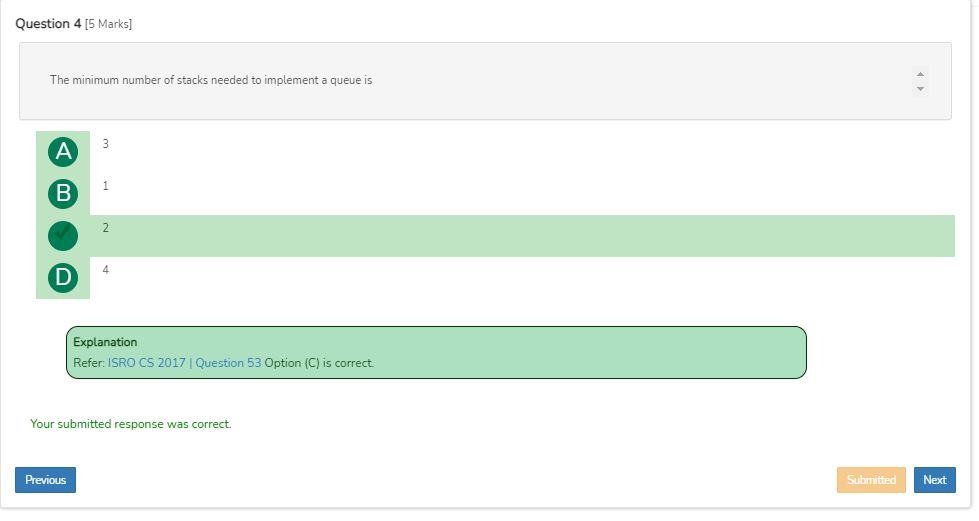 Question 4 [5 Marks]
The minimum number of stacks needed to implement a queue is
A 3
B 1
2
D 4
Explanation
Refer: ISRO CS 2017 | Question 53 Option (C) is correct.
Your submitted response was correct.
Previous Submitted Next